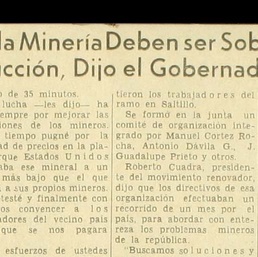 la Minería Deben ser Sob
ucción, Dijo el Gobernad
s de 35 minutos.
lucha —les dijo— ha
iempre por mejorar las
iones de los mineros.
tiempo pugné por la
d de precios en la pla-
rque Estados Unidos
aba ese mineral a un
más bajo que el que
a sus propios mineros.
testé y finalmente con
os convencer a los
adores del vecino país
que se nos pagara
esfuerzos de ustedes
tieron los trabajadores del
ramo en Saltillo.
Se formó en la junta un
comité de organización inte-
grado por Manuel Cortez Ro-
cha, Antonio Dávila G., J.
Guadalupe Prieto y otros.
Roberto Cuadra, presiden-
te del movimiento renovador
dijo que los directivos de esa
organización efectuaban un
recorrido de un mes por el
país, para abordar con ente-
reza los problemas mineros
de la república.
"Buscamos soluciones y